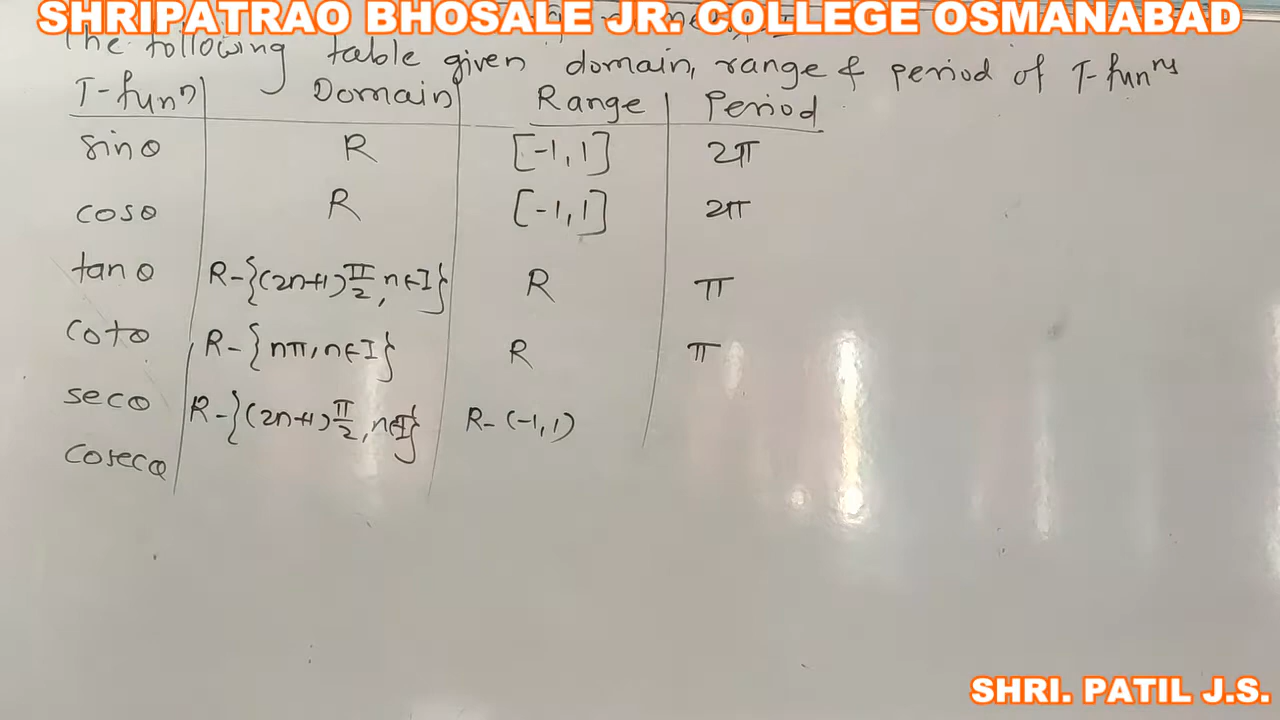 SHRIPATRAO BHOSALE JR. COLLEGE OSMANABAD
The following table given domain, range & period of T-funⁿˢ
T-funⁿ Domain Range Period
sinθ R [-1,1] 2π
cosθ R [-1,1] 2π
tanθ R-{(2n+1)π/2, n∈I} R π
cotθ R-{nπ, n∈I} R π
secθ R-{(2n+1)π/2, n∈I} R-(-1,1)
cosecθ
SHRI. PATIL J.S.